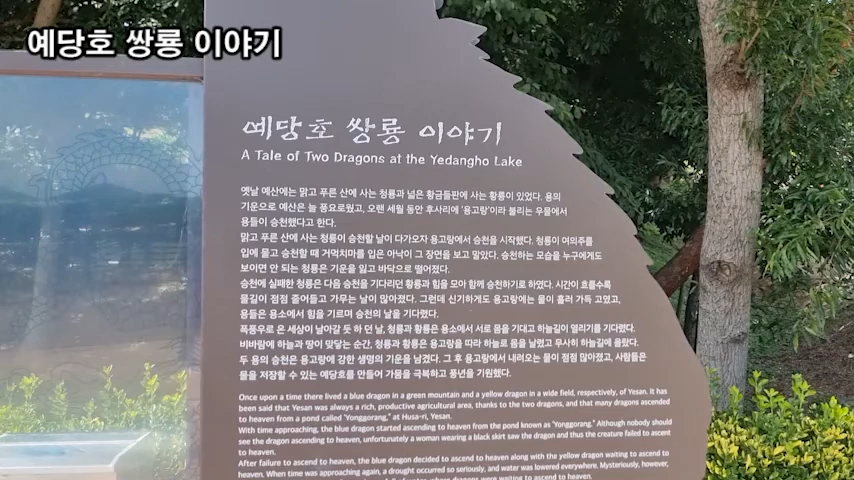 예당호 쌍룡 이야기
예당호 쌍룡 이야기
A Tale of Two Dragons at the Yedangho Lake
옛날 예산에는 맑고 푸른 산에 사는 청룡과 넓은 황금들판에 사는 황룡이 있었다. 용의
기운으로 예산은 늘 풍요로웠고, 오랜 세월 동안 후사리에 '용고랑'이라 불리는 우물에서
용들이 승천했다고 한다.
맑고 푸른 산에 사는 청룡이 승천할 날이 다가오자 용고랑에서 승천을 시작했다. 청룡이 여의주를
입에 물고 승천할 때 거먹치마를 입은 아낙이 그 장면을 보고 말았다. 승천하는 모습을 누구에게도
보이면 안 되는 청룡은 기운을 잃고 바닥으로 떨어졌다.
승천에 실패한 청룡은 다음 승천을 기다리던 황룡과 힘을 모아 함께 승천하기로 하였다. 시간이 흐를수록
물길이 점점 줄어들고 가무는 날이 많아졌다. 그런데 신기하게도 용고랑에는 물이 흘러 가득 고였고,
용들은 용소에서 힘을 기르며 승천의 날을 기다렸다.
폭풍우로 온 세상이 날아갈 듯 하던 날, 청룡과 황룡은 용소에서 서로 몸을 기대고 하늘길이 열리기를 기다렸다.
비바람에 하늘과 땅이 맞닿는 순간, 청룡과 황룡은 용고랑을 따라 하늘로 몸을 날렸고 무사히 하늘길에 올랐다.
두 용의 승천은 용고랑에 강한 생명의 기운을 남겼다. 그 후 용고랑에서 내려오는 물이 점점 많아졌고, 사람들은
물을 저장할 수 있는 예당호를 만들어 가뭄을 극복하고 풍년을 기원했다.
Once upon a time there lived a blue dragon in a green mountain and a yellow dragon in a wide field, respectively, of Yesan. It has
been said that Yesan was always a rich, productive agricultural area, thanks to the two dragons, and that many dragons ascended
to heaven from a pond called "Yonggorang," at Husa-ri, Yesan.
With time approaching, the blue dragon started ascending to heaven from the pond known as "Yonggorang." Although nobody should
see the dragon ascending to heaven, unfortunately a woman wearing a black skirt saw the dragon and thus the creature failed to ascent
to heaven.
After failure to ascend to heaven, the blue dragon decided to ascend to heaven along with the yellow dragon waiting to ascend to
heaven. When time was approaching again, a drought occurred so seriously, and water was lowered everywhere. Mysteriously, however,
where dragons were waiting to ascend to heaven.